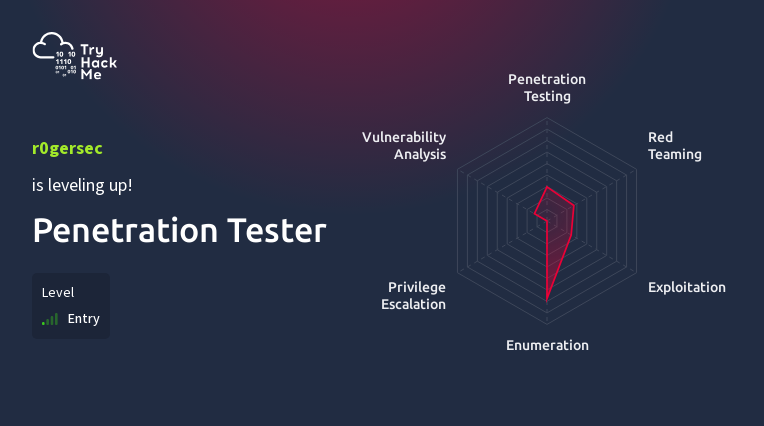 Try
Hack
Me
10 10
1110
0101 01
010
r0gersec
is leveling up!
Penetration Tester
Level
Entry
Penetration
Testing
Vulnerability
Analysis
Red
Teaming
Privilege
Escalation
Exploitation
Enumeration